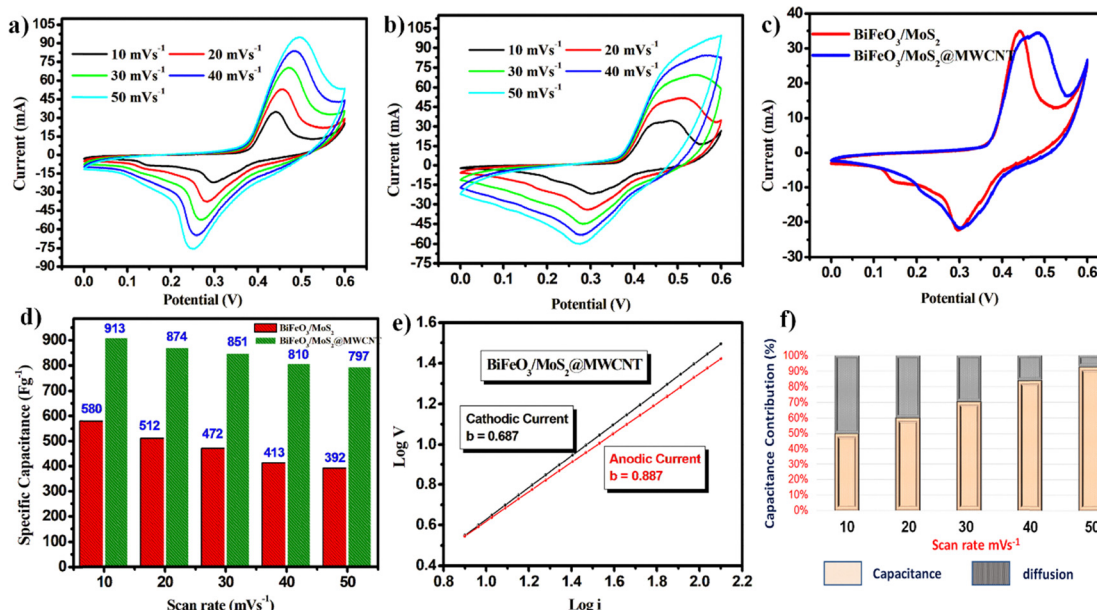 a)
10 mVs⁻¹ 20 mVs⁻¹
30 mVs⁻¹ 40 mVs⁻¹
50 mVs⁻¹
105
90
75
60
45
30
15
0
-15
-30
-45
-60
-75
-90
Current (mA)
0.0 0.1 0.2 0.3 0.4 0.5 0.6
Potential (V)
b)
10 mVs⁻¹ 20 mVs⁻¹
30 mVs⁻¹ 40 mVs⁻¹
50 mVs⁻¹
105
90
75
60
45
30
15
0
-15
-30
-45
-60
-75
Current (mA)
0.0 0.1 0.2 0.3 0.4 0.5 0.6
Potential (V)
c)
BiFeO₃/MoS₂
BiFeO₃/MoS₂@MWCNT
40
30
20
10
0
-10
-20
-30
Current (mA)
0.0 0.1 0.2 0.3 0.4 0.5 0.6
Potential (V)
d)
BiFeO₃/MoS₂
BiFeO₃/MoS₂@MWCNT
900
800
700
600
500
400
300
200
100
0
Specific Capacitance (Fg⁻¹)
913 874 851 810 797
580 512 472 413 392
10 20 30 40 50
Scan rate (mVs⁻¹)
e)
BiFeO₃/MoS₂@MWCNT
Cathodic Current
b = 0.687
Anodic Current
b = 0.887
1.6
1.4
1.2
1.0
0.8
0.6
0.4
Log V
0.8 1.0 1.2 1.4 1.6 1.8 2.0 2.2
Log i
f)
100%
90%
80%
70%
60%
50%
40%
30%
20%
10%
0%
Capacitance Contribution (%)
10 20 30 40 50
Scan rate mVs⁻¹
Capacitance diffusion